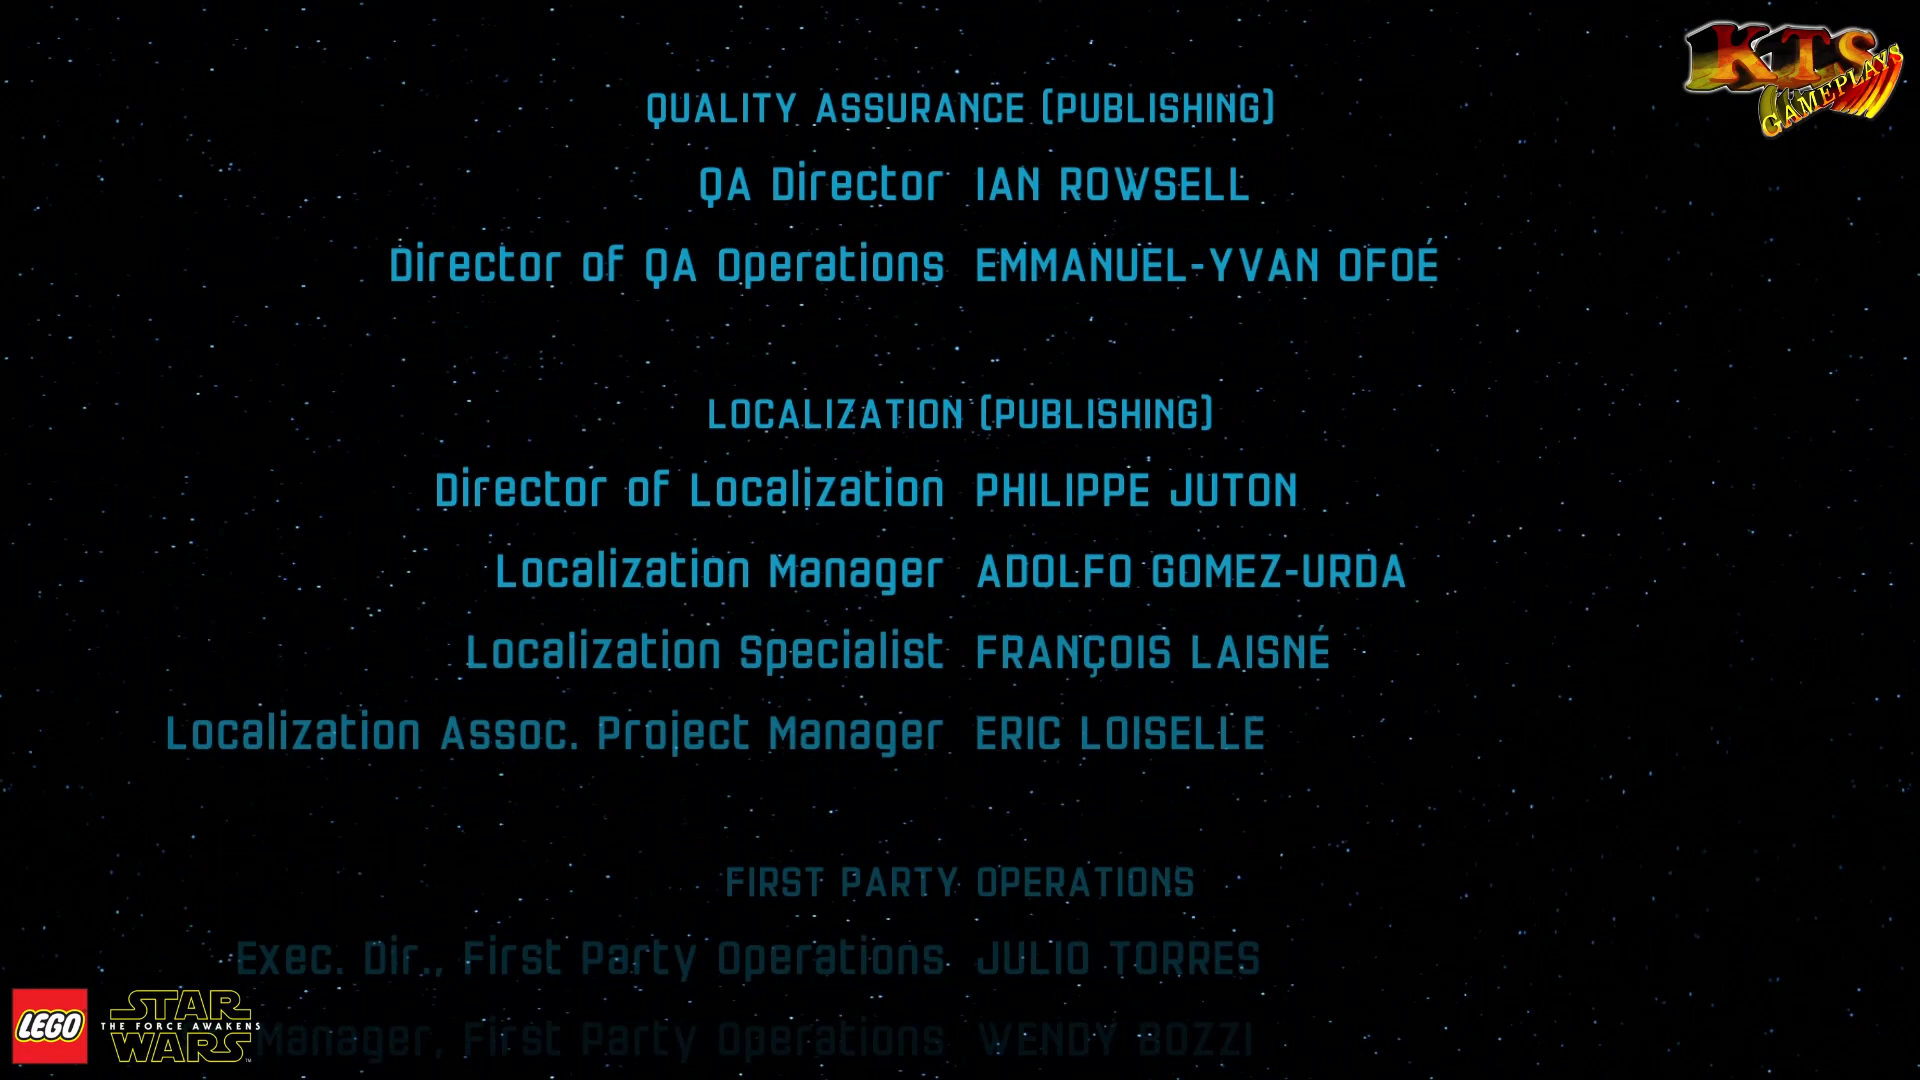 KTS
GAMEPLAYS
QUALITY ASSURANCE (PUBLISHING)
QA Director IAN ROWSELL
Director of QA Operations EMMANUEL-YVAN OFOÉ
LOCALIZATION (PUBLISHING)
Director of Localization PHILIPPE JUTON
Localization Manager ADOLFO GOMEZ-URDA
Localization Specialist FRANÇOIS LAISNÉ
Localization Assoc. Project Manager ERIC LOISELLE
FIRST PARTY OPERATIONS
Exec. Dir., First Party Operations JULIO TORRES
Manager, First Party Operations WENDY BOZZI
LEGO
STAR
THE FORCE AWAKENS
WARS